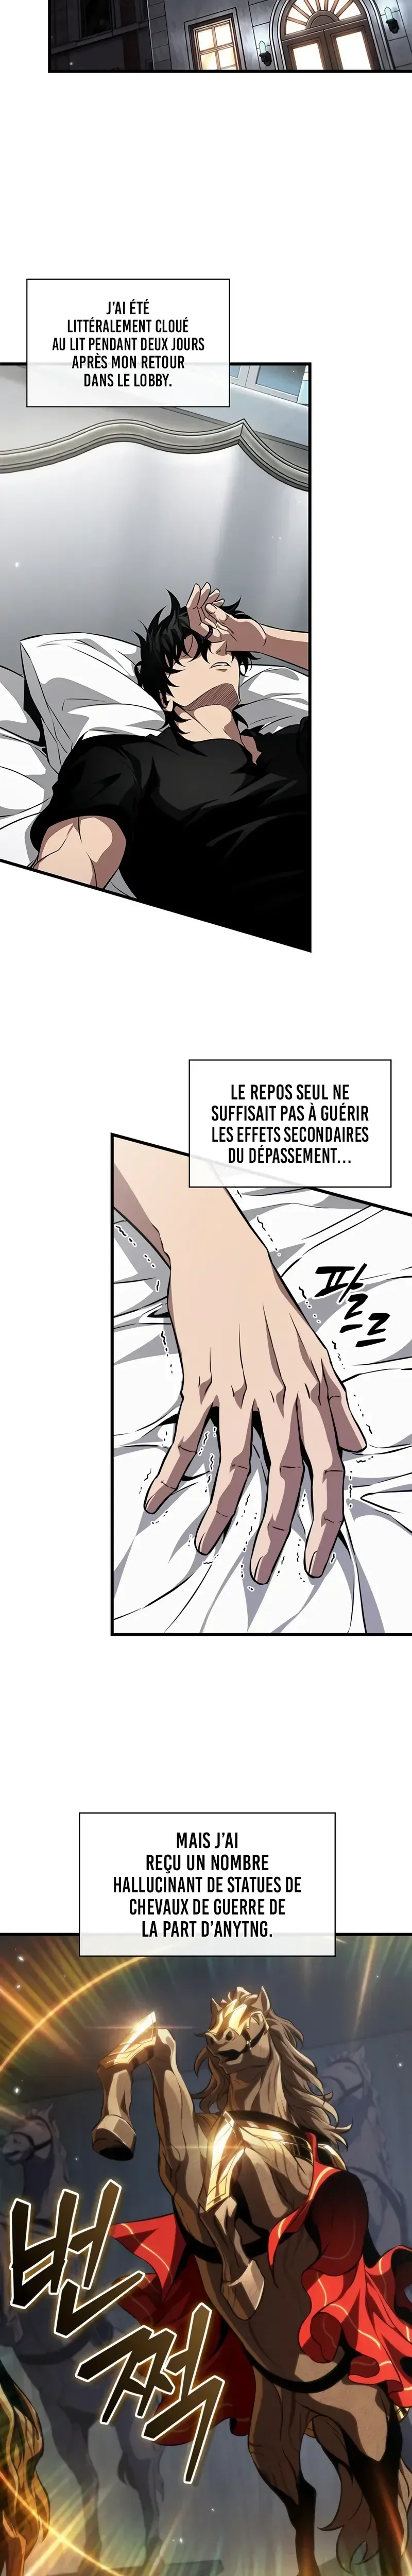 J'AI ÉTÉ
LITTÉRALEMENT CLOUÉ
AU LIT PENDANT DEUX JOURS
APRÈS MON RETOUR
DANS LE LOBBY.
LE REPOS SEUL NE
SUFFISAIT PAS À GUÉRIR
LES EFFETS SECONDAIRES
DU DÉPASSEMENT...
파르르
MAIS J'AI
REÇU UN NOMBRE
HALLUCINANT DE STATUES DE
CHEVAUX DE GUERRE DE
LA PART D'ANYTNG.
번쩍